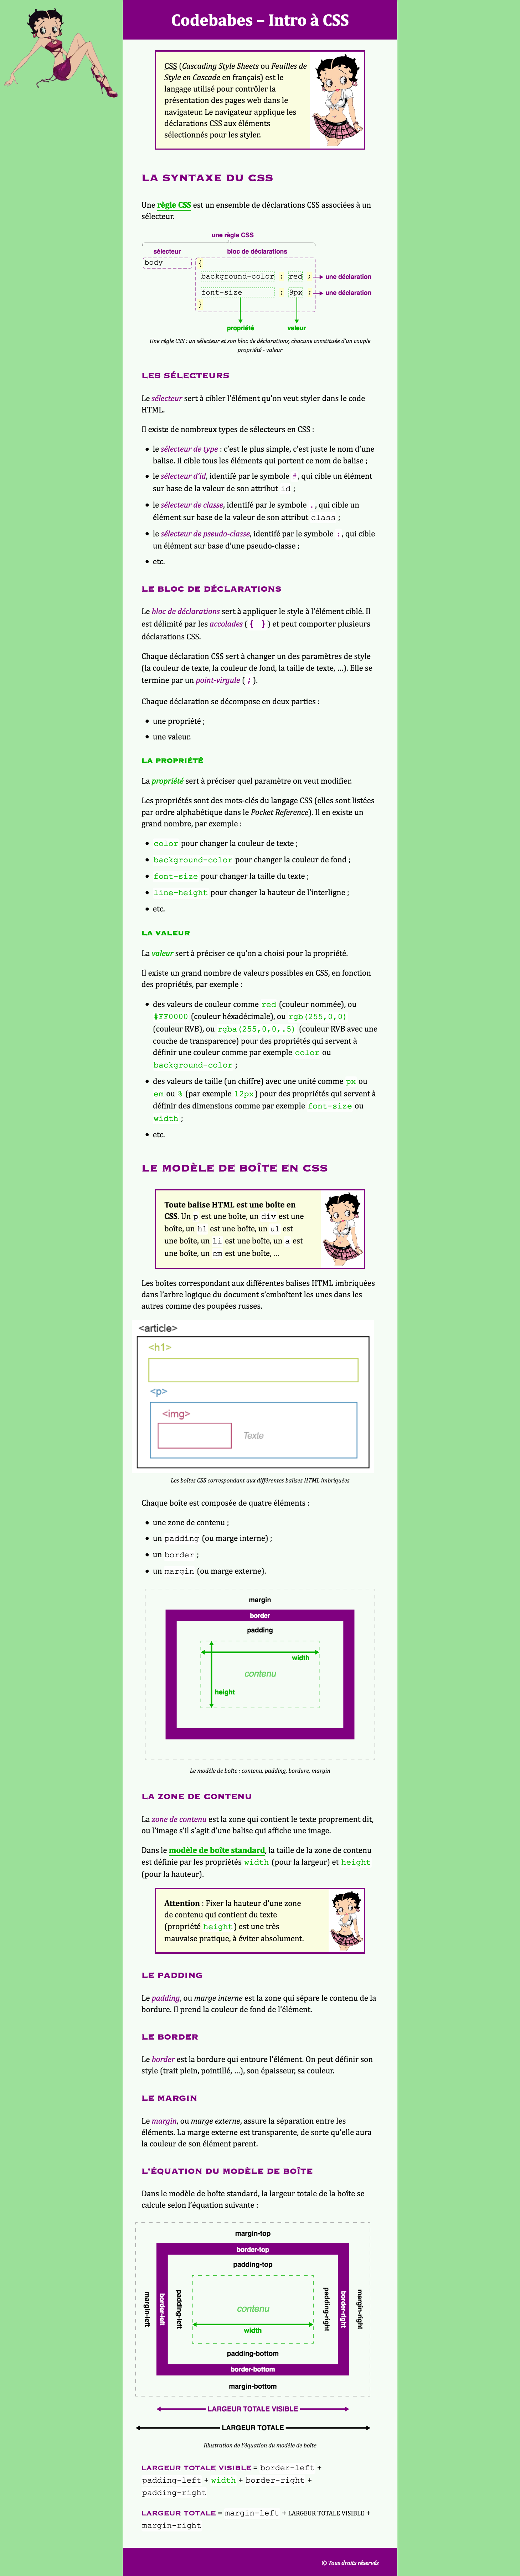 Codebabes – Intro à CSS
CSS (Cascading Style Sheets ou Feuilles de
Style en Cascade en français) est le
langage utilisé pour contrôler la
présentation des pages web dans le
navigateur. Le navigateur applique les
déclarations CSS aux éléments
sélectionnés pour les styler.
LA SYNTAXE DU CSS
Une règle CSS est un ensemble de déclarations CSS associées à un
sélecteur.
une règle CSS
sélecteur bloc de déclarations
body {
background-color : red ; une déclaration
font-size : 9px ; une déclaration
}
propriété valeur
Une règle CSS : un sélecteur et son bloc de déclarations, chacune constituée d'un couple
propriété - valeur
LES SÉLECTEURS
Le sélecteur sert à cibler l'élément qu'on veut styler dans le code
HTML.
Il existe de nombreux types de sélecteurs en CSS :
• le sélecteur de type : c'est le plus simple, c'est juste le nom d'une
balise. Il cible tous les éléments qui portent ce nom de balise ;
• le sélecteur d'id, identifé par le symbole #, qui cible un élément
sur base de la valeur de son attribut id ;
• le sélecteur de classe, identifé par le symbole . , qui cible un
élément sur base de la valeur de son attribut class ;
• le sélecteur de pseudo-classe, identifé par le symbole : , qui cible
un élément sur base d'une pseudo-classe ;
• etc.
LE BLOC DE DÉCLARATIONS
Le bloc de déclarations sert à appliquer le style à l'élément ciblé. Il
est délimité par les accolades ( { } ) et peut comporter plusieurs
déclarations CSS.
Chaque déclaration CSS sert à changer un des paramètres de style
(la couleur de texte, la couleur de fond, la taille de texte, …). Elle se
termine par un point-virgule ( ; ).
Chaque déclaration se décompose en deux parties :
• une propriété ;
• une valeur.
LA PROPRIÉTÉ
La propriété sert à préciser quel paramètre on veut modifier.
Les propriétés sont des mots-clés du langage CSS (elles sont listées
par ordre alphabétique dans le Pocket Reference). Il en existe un
grand nombre, par exemple :
• color pour changer la couleur de texte ;
• background-color pour changer la couleur de fond ;
• font-size pour changer la taille du texte ;
• line-height pour changer la hauteur de l'interligne ;
• etc.
LA VALEUR
La valeur sert à préciser ce qu'on a choisi pour la propriété.
Il existe un grand nombre de valeurs possibles en CSS, en fonction
des propriétés, par exemple :
• des valeurs de couleur comme red (couleur nommée), ou
#FF0000 (couleur héxadécimale), ou rgb(255,0,0)
(couleur RVB), ou rgba(255,0,0,.5) (couleur RVB avec une
couche de transparence) pour des propriétés qui servent à
définir une couleur comme par exemple color ou
background-color ;
• des valeurs de taille (un chiffre) avec une unité comme px ou
em ou % (par exemple 12px) pour des propriétés qui servent à
définir des dimensions comme par exemple font-size ou
width ;
• etc.
LE MODÈLE DE BOÎTE EN CSS
Toute balise HTML est une boîte en
CSS. Un p est une boîte, un div est une
boîte, un h1 est une boîte, un ul est
une boîte, un li est une boîte, un a est
une boîte, un em est une boîte, …
Les boîtes correspondant aux différentes balises HTML imbriquées
dans l'arbre logique du document s'emboîtent les unes dans les
autres comme des poupées russes.
<article>
<h1>
<p>
<img>
Texte
Les boîtes CSS correspondant aux différentes balises HTML imbriquées
Chaque boîte est composée de quatre éléments :
• une zone de contenu ;
• un padding (ou marge interne) ;
• un border ;
• un margin (ou marge externe).
margin
border
padding
width
contenu
height
Le modèle de boîte : contenu, padding, bordure, margin
LA ZONE DE CONTENU
La zone de contenu est la zone qui contient le texte proprement dit,
ou l'image s'il s'agit d'une balise qui affiche une image.
Dans le modèle de boîte standard, la taille de la zone de contenu
est définie par les propriétés width (pour la largeur) et height
(pour la hauteur).
Attention : Fixer la hauteur d'une zone
de contenu qui contient du texte
(propriété height ) est une très
mauvaise pratique, à éviter absolument.
LE PADDING
Le padding, ou marge interne est la zone qui sépare le contenu de la
bordure. Il prend la couleur de fond de l'élément.
LE BORDER
Le border est la bordure qui entoure l'élément. On peut définir son
style (trait plein, pointillé, …), son épaisseur, sa couleur.
LE MARGIN
Le margin, ou marge externe, assure la séparation entre les
éléments. La marge externe est transparente, de sorte qu'elle aura
la couleur de son élément parent.
L'ÉQUATION DU MODÈLE DE BOÎTE
Dans le modèle de boîte standard, la largeur totale de la boîte se
calcule selon l'équation suivante :
margin-top
border-top
padding-top
margin-left
border-left
padding-left
contenu
width
padding-right
border-right
margin-right
padding-bottom
border-bottom
margin-bottom
LARGEUR TOTALE VISIBLE
LARGEUR TOTALE
Illustration de l'équation du modèle de boîte
LARGEUR TOTALE VISIBLE = border-left +
padding-left + width + border-right +
padding-right
LARGEUR TOTALE = margin-left + LARGEUR TOTALE VISIBLE +
margin-right
© Tous droits réservés